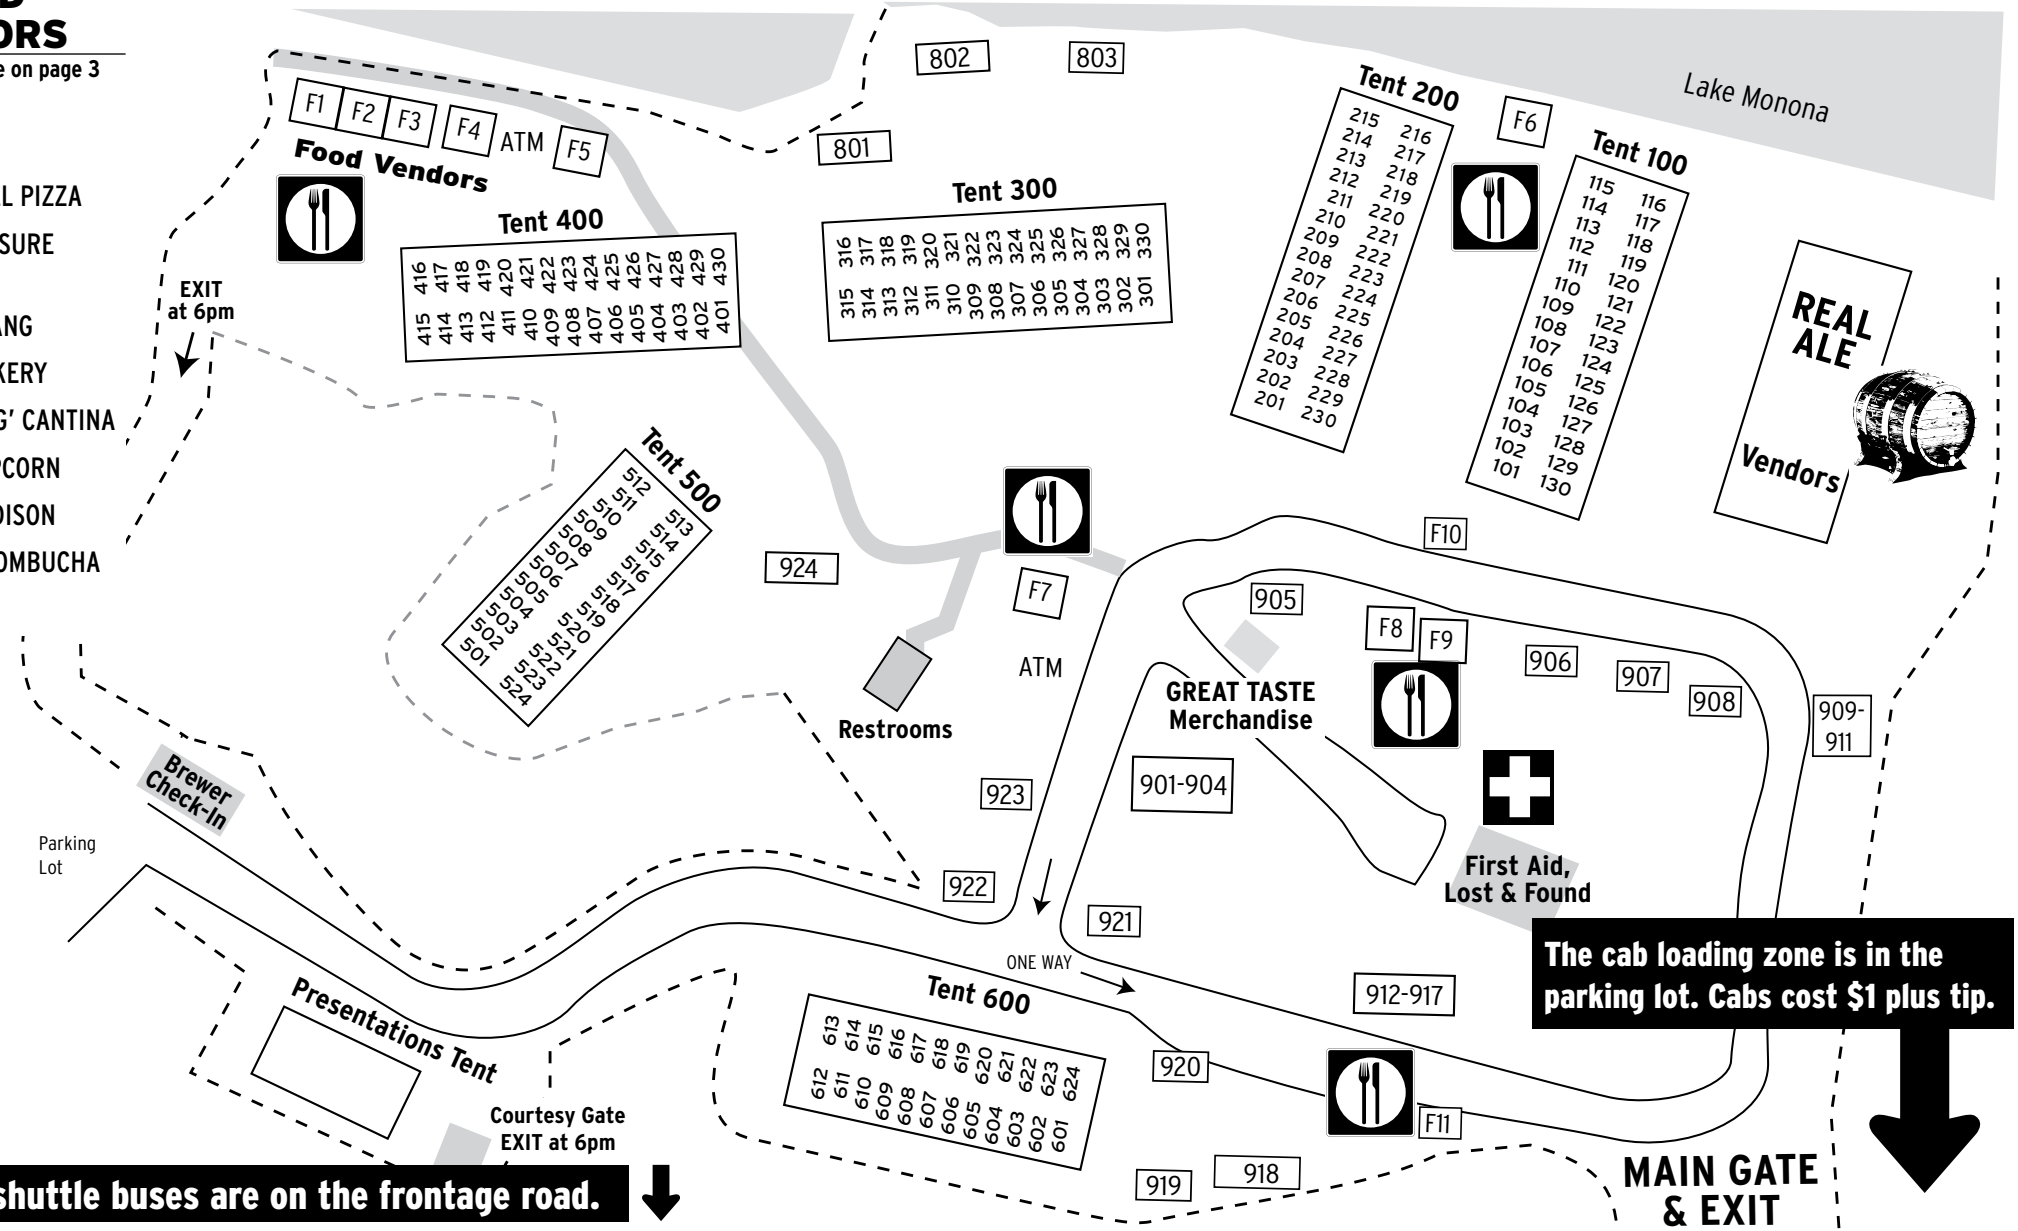 ORS
e on page 3
L PIZZA
SURE
ANG
KERY
G' CANTINA
PCORN
DISON
OMBUCHA
802
803
801
Lake Monona
F1
F2
F3
F4
ATM
F5
Food Vendors
EXIT
at 6pm
Tent 400
416 417 418 419 420 421 422 423 424 425 426 427 428 429 430
415 414 413 412 411 410 409 408 407 406 405 404 403 402 401
Tent 300
316 317 318 319 320 321 322 323 324 325 326 327 328 329 330
315 314 313 312 311 310 309 308 307 306 305 304 303 302 301
Tent 200
215 216
214 217
213 218
212 219
211 220
210 221
209 222
208 223
207 224
206 225
205 226
204 227
203 228
202 229
201 230
F6
Tent 100
115 116
114 117
113 118
112 119
111 120
110 121
109 122
108 123
107 124
106 125
105 126
104 127
103 128
102 129
101 130
REAL
ALE
Vendors
Tent 500
512 513
511 514
510 515
509 516
508 517
507 518
506 519
505 520
504 521
503 522
502 523
501 524
924
F7
ATM
Restrooms
F10
905
F8
F9
906
907
908
909-
911
GREAT TASTE
Merchandise
901-904
923
922
921
First Aid,
Lost & Found
Brewer
Check-In
Parking
Lot
ONE WAY
912-917
The cab loading zone is in the
parking lot. Cabs cost $1 plus tip.
Presentations Tent
Tent 600
613 614 615 616 617 618 619 620 621 622 623 624
612 611 610 609 608 607 606 605 604 603 602 601
920
F11
Courtesy Gate
EXIT at 6pm
919
918
MAIN GATE
& EXIT
shuttle buses are on the frontage road.